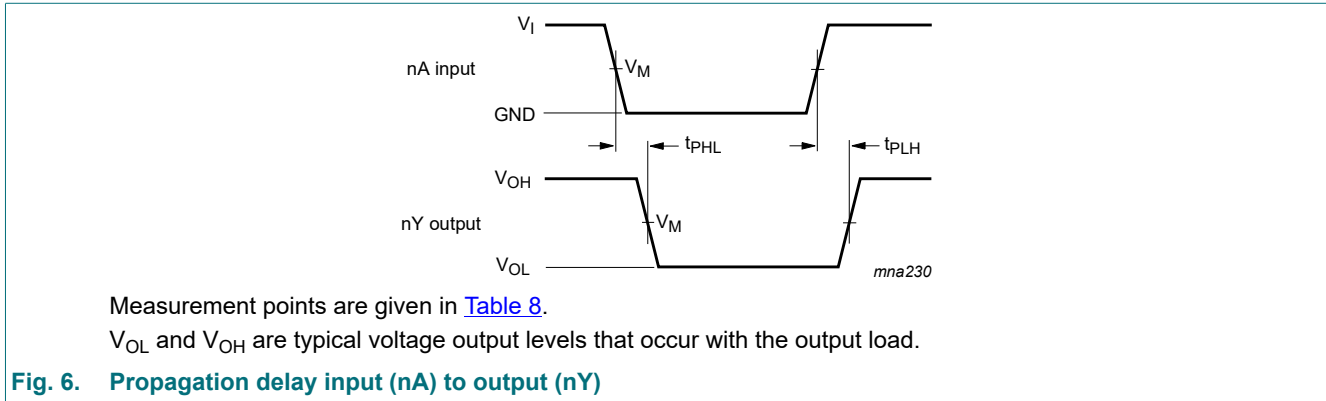 V_I
nA input
V_M
GND
t_PHL
t_PLH
V_OH
nY output
V_M
V_OL
mna230
Measurement points are given in Table 8.
V_OL and V_OH are typical voltage output levels that occur with the output load.
Fig. 6. Propagation delay input (nA) to output (nY)